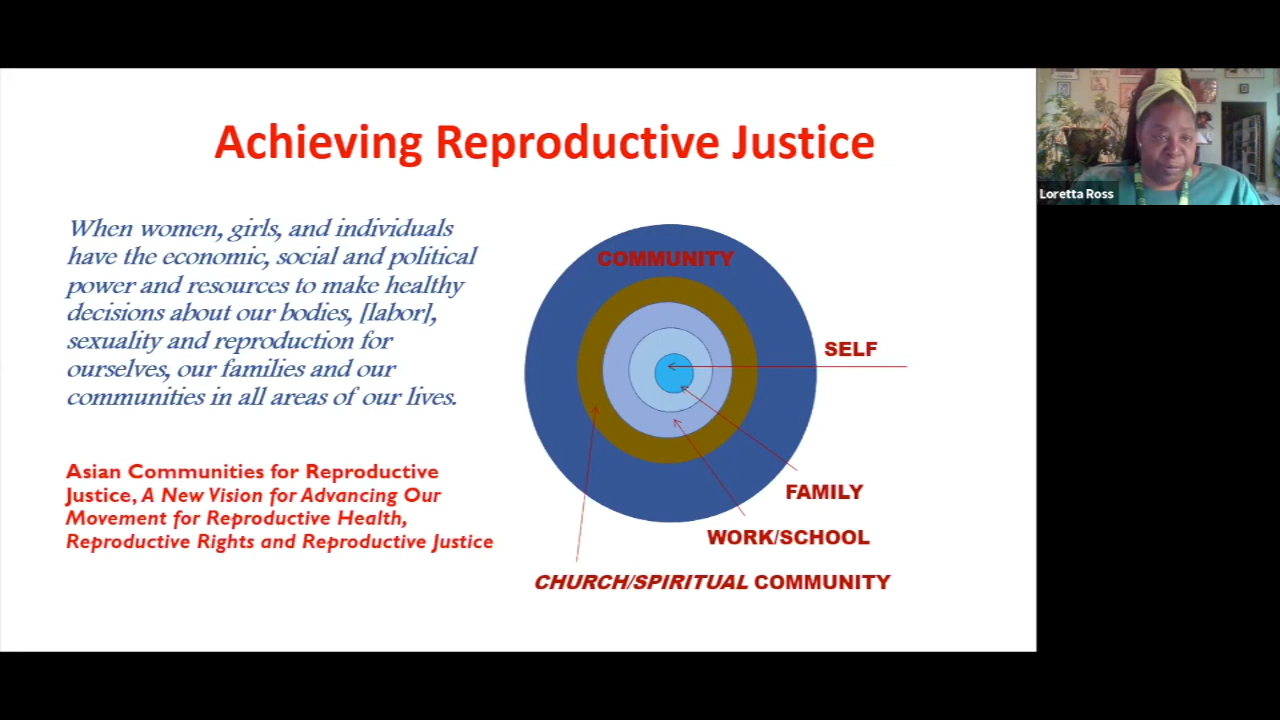 Achieving Reproductive Justice
Loretta Ross
When women, girls, and individuals
have the economic, social and political
power and resources to make healthy
decisions about our bodies, [labor],
sexuality and reproduction for
ourselves, our families and our
communities in all areas of our lives.
Asian Communities for Reproductive
Justice, A New Vision for Advancing Our
Movement for Reproductive Health,
Reproductive Rights and Reproductive Justice
COMMUNITY
SELF
FAMILY
WORK/SCHOOL
CHURCH/SPIRITUAL COMMUNITY